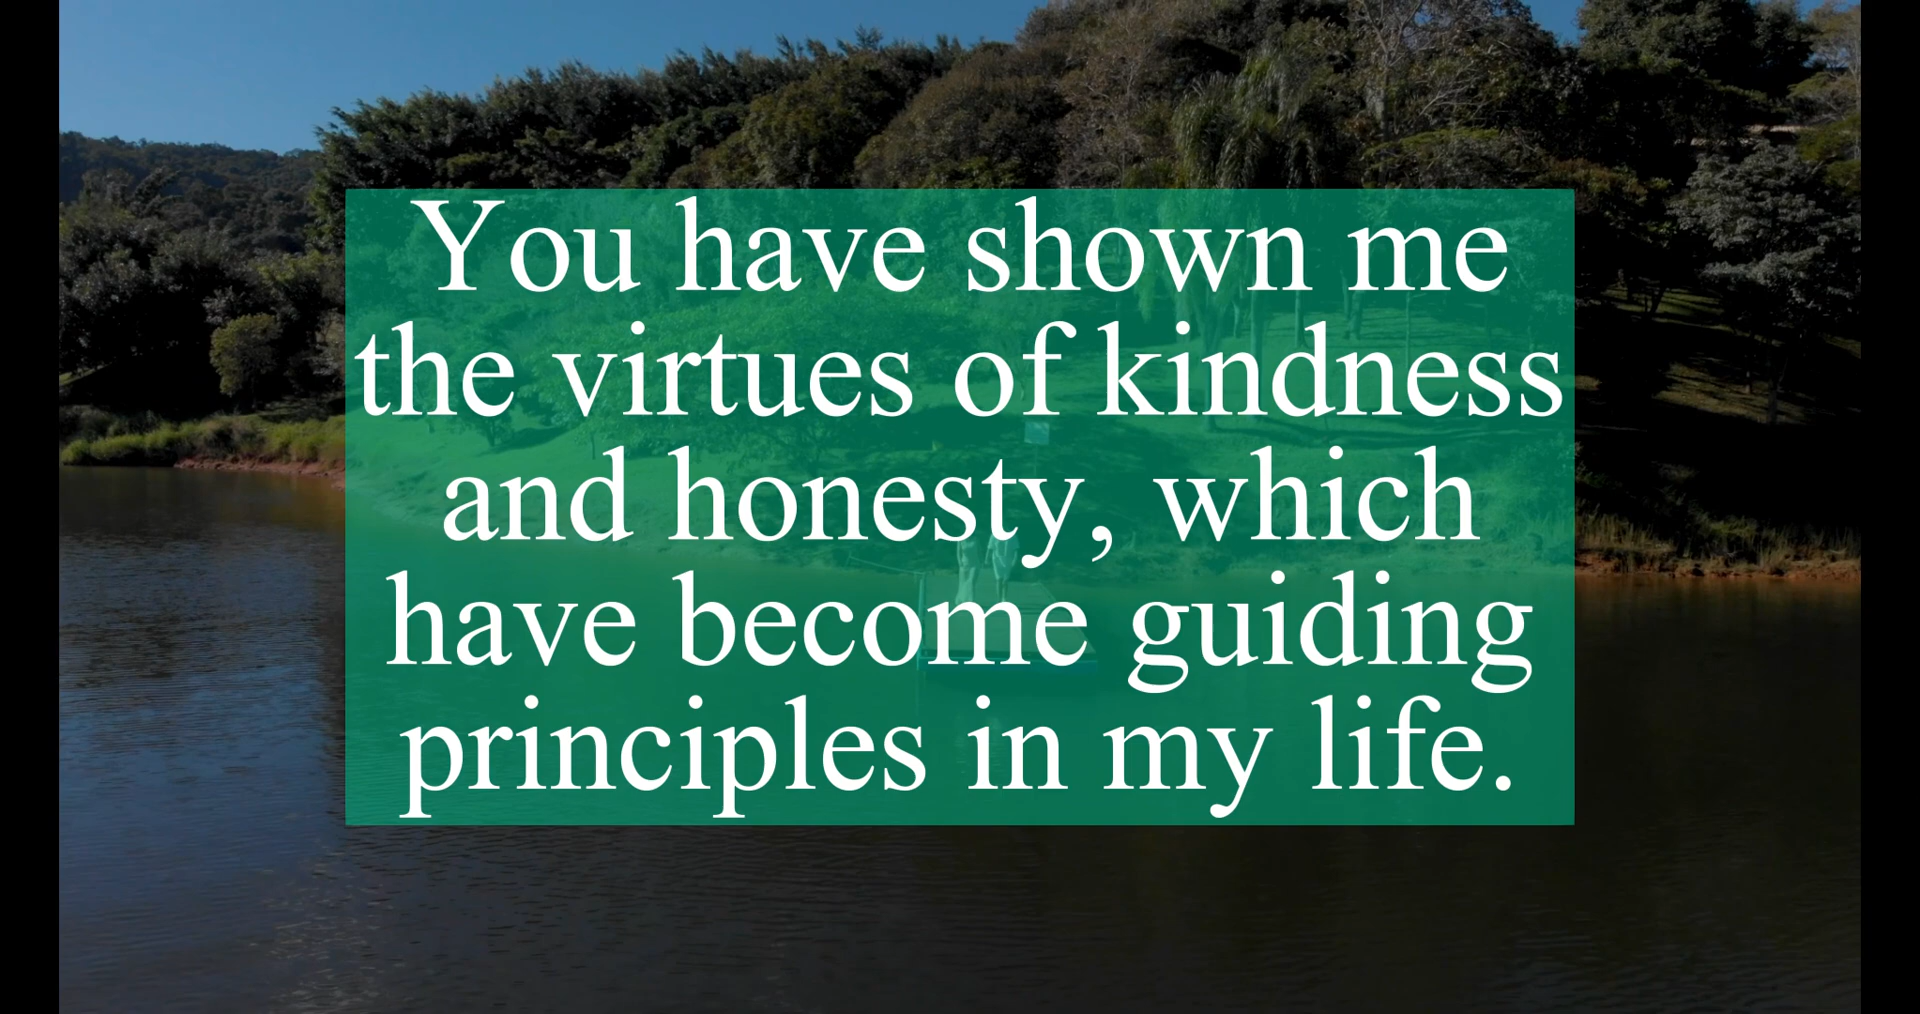 You have shown me
the virtues of kindness
and honesty, which
have become guiding
principles in my life.